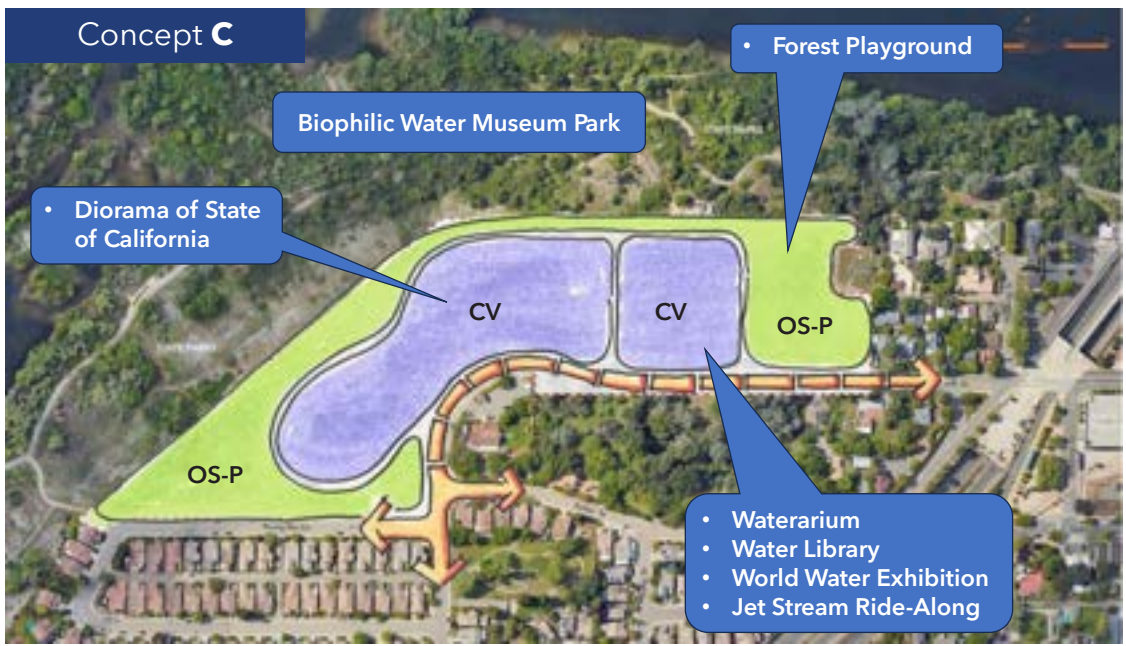 Concept C
• Forest Playground
Biophilic Water Museum Park
• Diorama of State
of California
CV
CV
OS-P
OS-P
• Waterarium
• Water Library
• World Water Exhibition
• Jet Stream Ride-Along